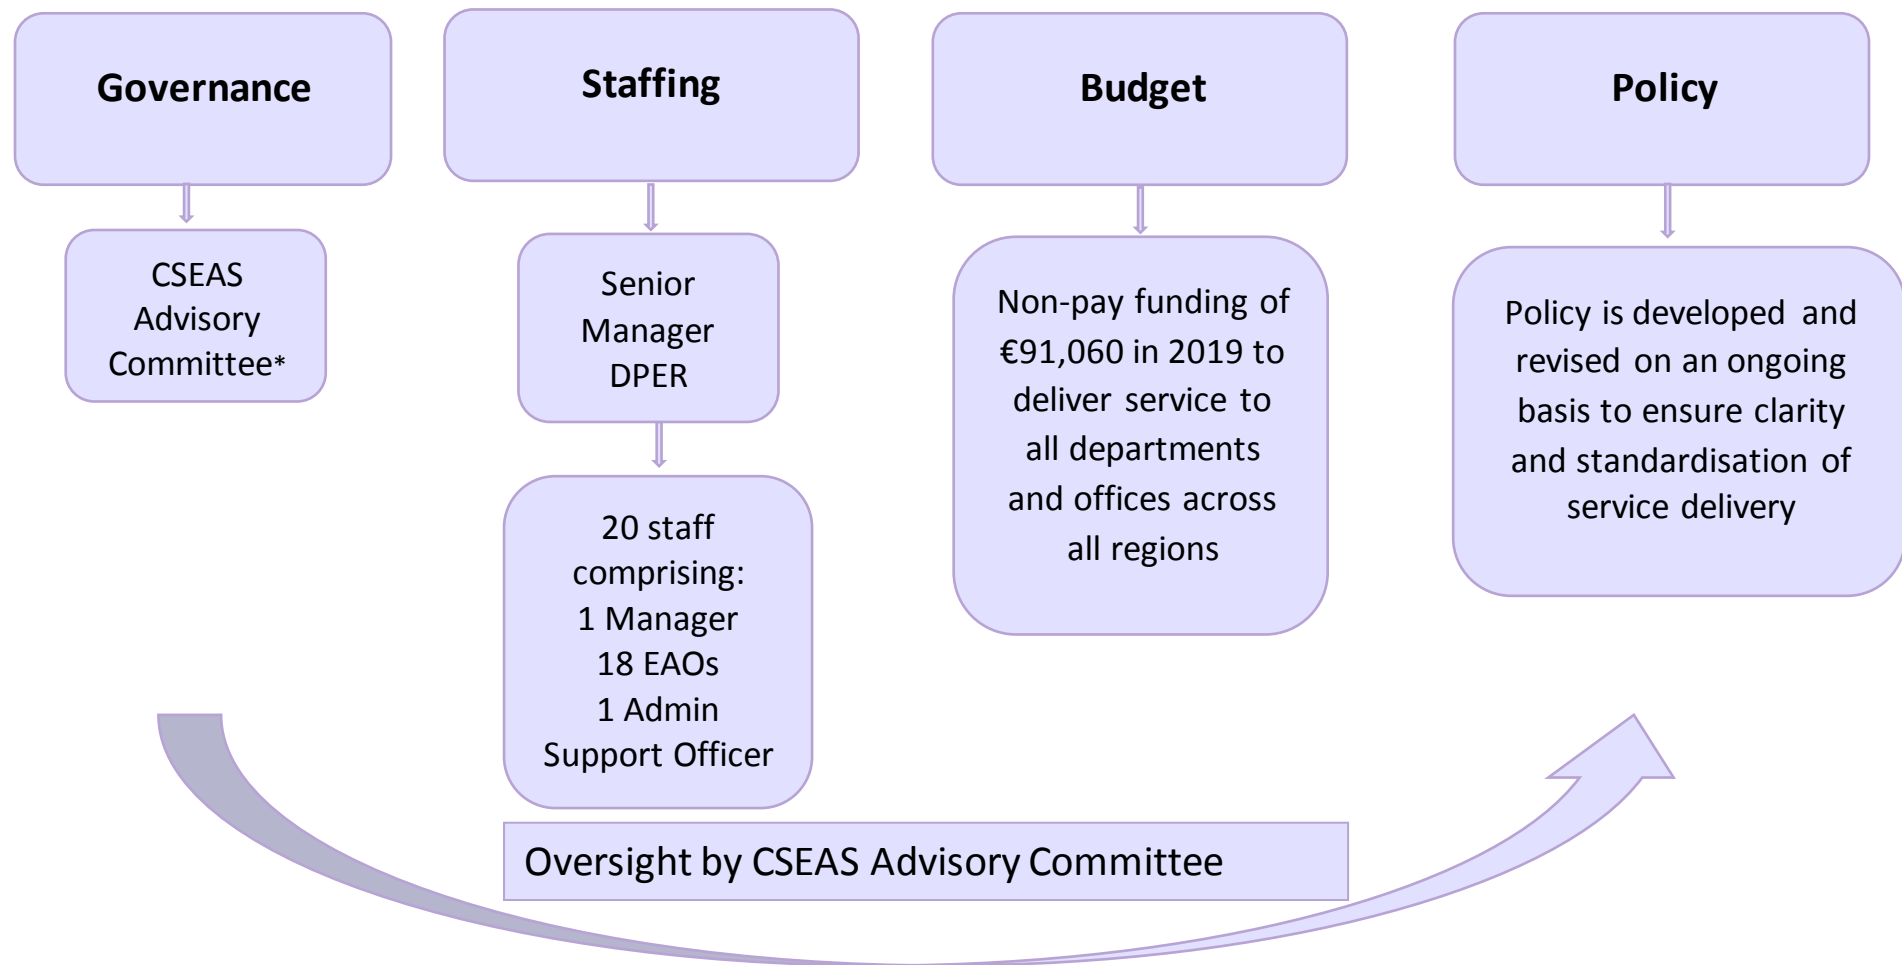 Governance
CSEAS
Advisory
Committee*
Staffing
Senior
Manager
DPER
20 staff
comprising:
1 Manager
18 EAOs
1 Admin
Support Officer
Budget
Non-pay funding of
€91,060 in 2019 to
deliver service to
all departments
and offices across
all regions
Policy
Policy is developed and
revised on an ongoing
basis to ensure clarity
and standardisation of
service delivery
Oversight by CSEAS Advisory Committee